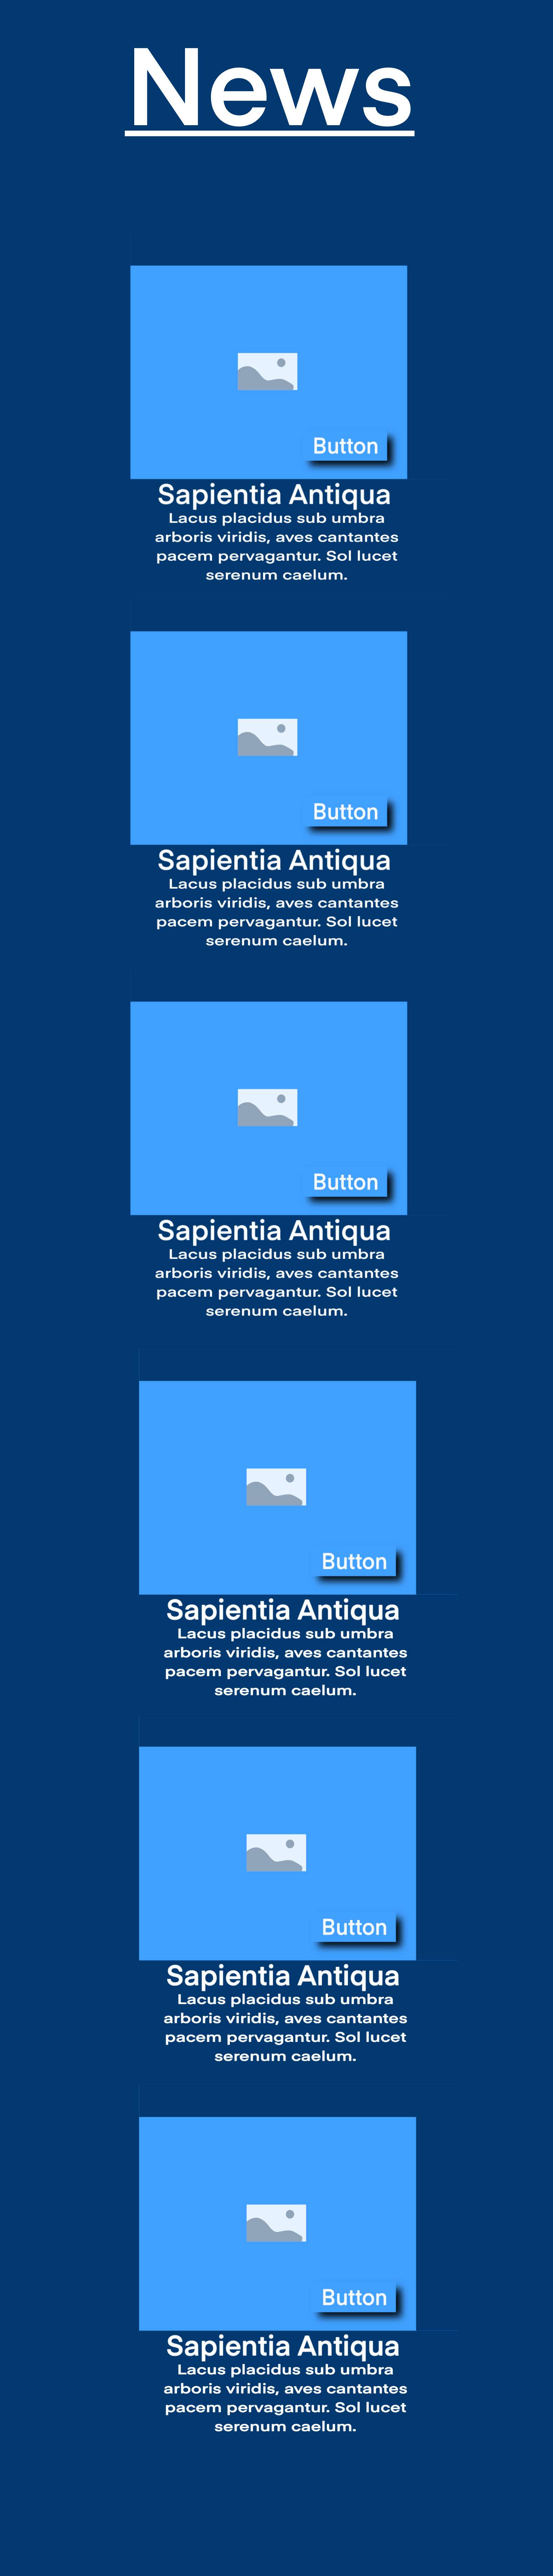 News
Button
Sapientia Antiqua
Lacus placidus sub umbra
arboris viridis, aves cantantes
pacem pervagantur. Sol lucet
serenum caelum.
Button
Sapientia Antiqua
Lacus placidus sub umbra
arboris viridis, aves cantantes
pacem pervagantur. Sol lucet
serenum caelum.
Button
Sapientia Antiqua
Lacus placidus sub umbra
arboris viridis, aves cantantes
pacem pervagantur. Sol lucet
serenum caelum.
Button
Sapientia Antiqua
Lacus placidus sub umbra
arboris viridis, aves cantantes
pacem pervagantur. Sol lucet
serenum caelum.
Button
Sapientia Antiqua
Lacus placidus sub umbra
arboris viridis, aves cantantes
pacem pervagantur. Sol lucet
serenum caelum.
Button
Sapientia Antiqua
Lacus placidus sub umbra
arboris viridis, aves cantantes
pacem pervagantur. Sol lucet
serenum caelum.